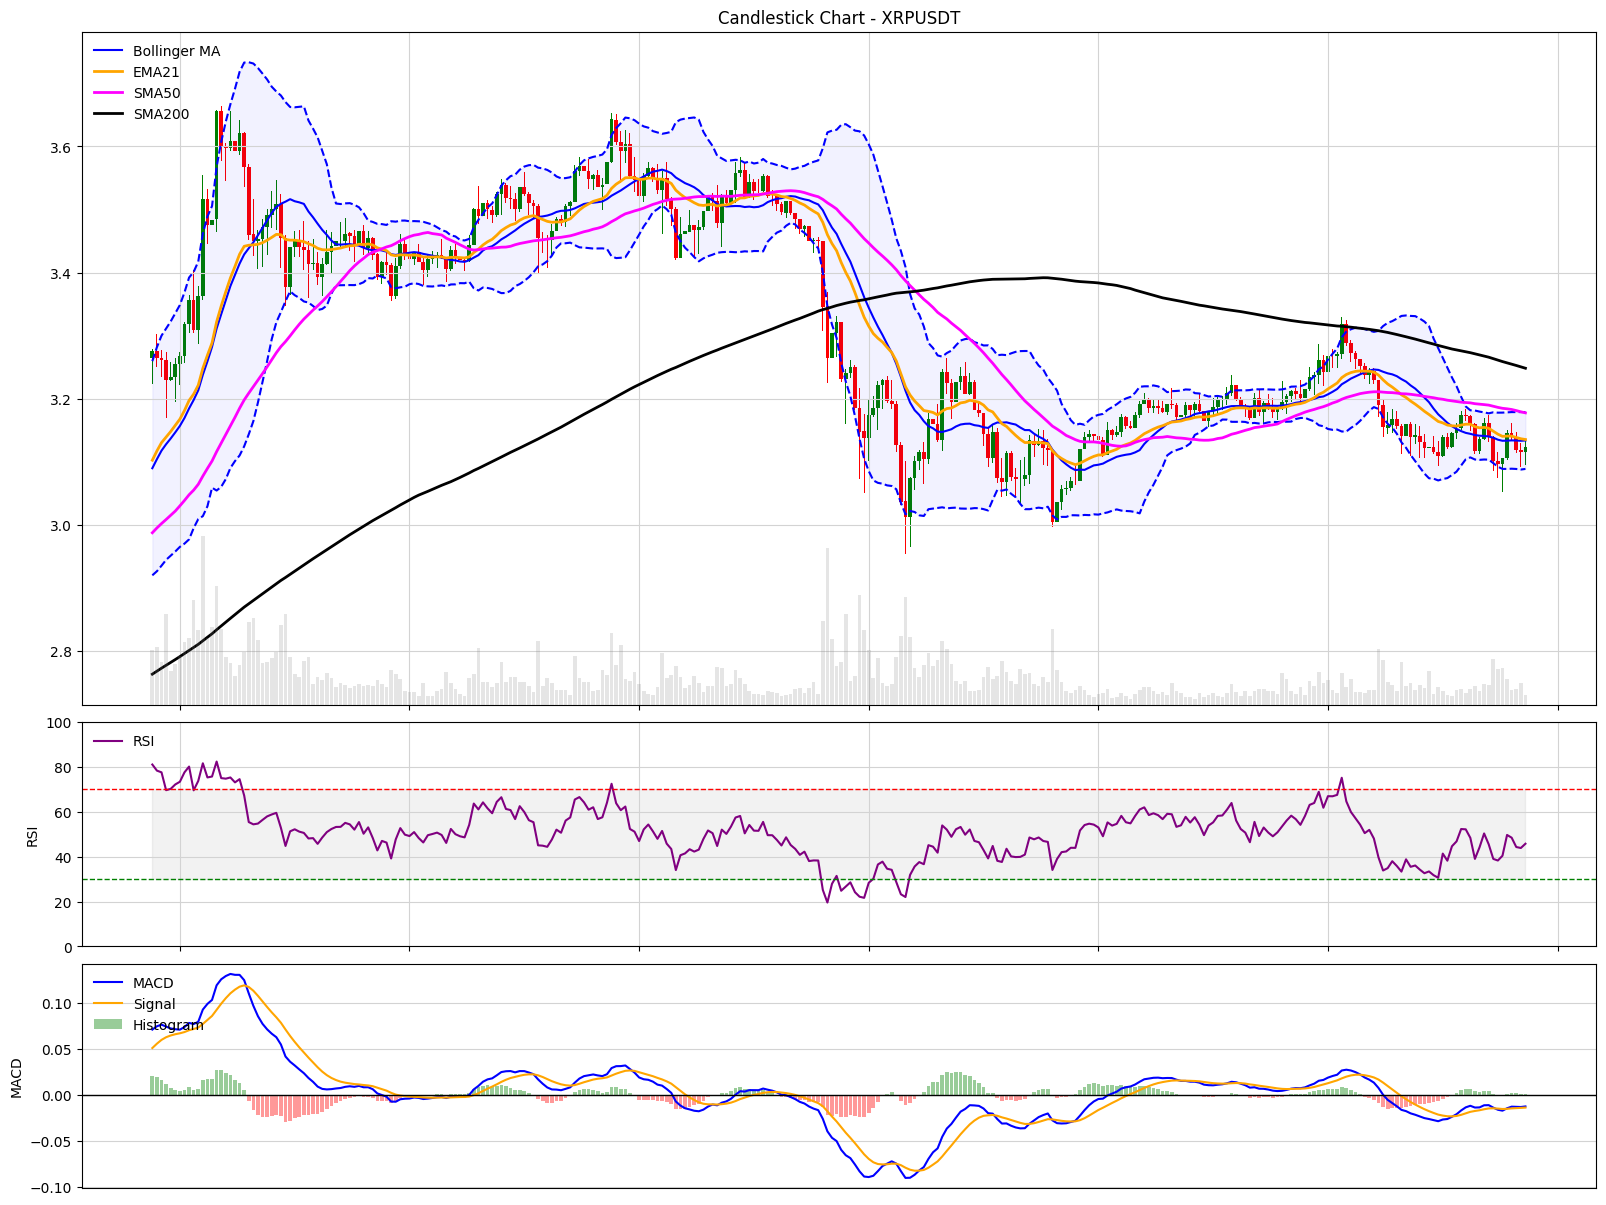 Candlestick Chart - XRPUSDT
Bollinger MA
EMA21
SMA50
SMA200
3.6
3.4
3.2
3.0
2.8
RSI
100
80
60
40
20
0
RSI
MACD
Signal
Histogram
0.10
0.05
0.00
−0.05
−0.10
MACD